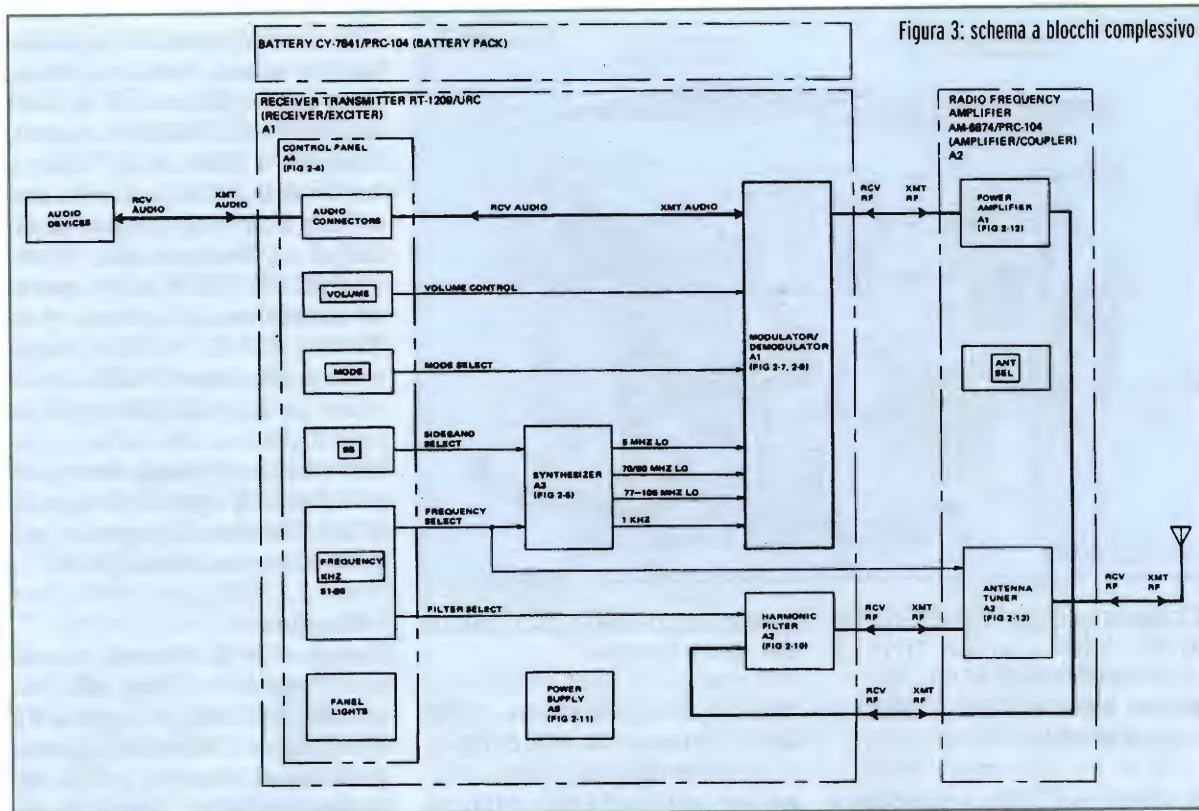 Figura 3: schema a blocchi complessivo
BATTERY CY-7841/PRC-104 (BATTERY PACK)
RECEIVER TRANSMITTER RT-1209/URC
(RECEIVER/EXCITER)
A1
CONTROL PANEL
A4
(FIG 2-4)
RADIO FREQUENCY
AMPLIFIER
AM-6874/PRC-104
(AMPLIFIER/COUPLER)
A2
AUDIO
DEVICES
RCV
AUDIO
XMT
AUDIO
AUDIO
CONNECTORS
RCV AUDIO
XMT AUDIO
RCV
RF
XMT
RF
POWER
AMPLIFIER
A1
(FIG 2-12)
VOLUME
VOLUME CONTROL
MODE
MODE SELECT
MODULATOR/
DEMODULATOR
A1
(FIG 2-7, 2-9)
ANT
SEL
SB
SIDEBAND
SELECT
SYNTHESIZER
A3
(FIG 2-5)
5 MHZ LO
70/80 MHZ LO
77-106 MHZ LO
1 KHZ
FREQUENCY
SELECT
FREQUENCY
KHZ
S1-S6
FILTER SELECT
HARMONIC
FILTER
A2
(FIG 2-10)
RCV
RF
XMT
RF
ANTENNA
TUNER
A2
(FIG 2-13)
RCV
RF
XMT
RF
PANEL
LIGHTS
POWER
SUPPLY
(FIG 2-11)
RCV
RF
XMT
RF